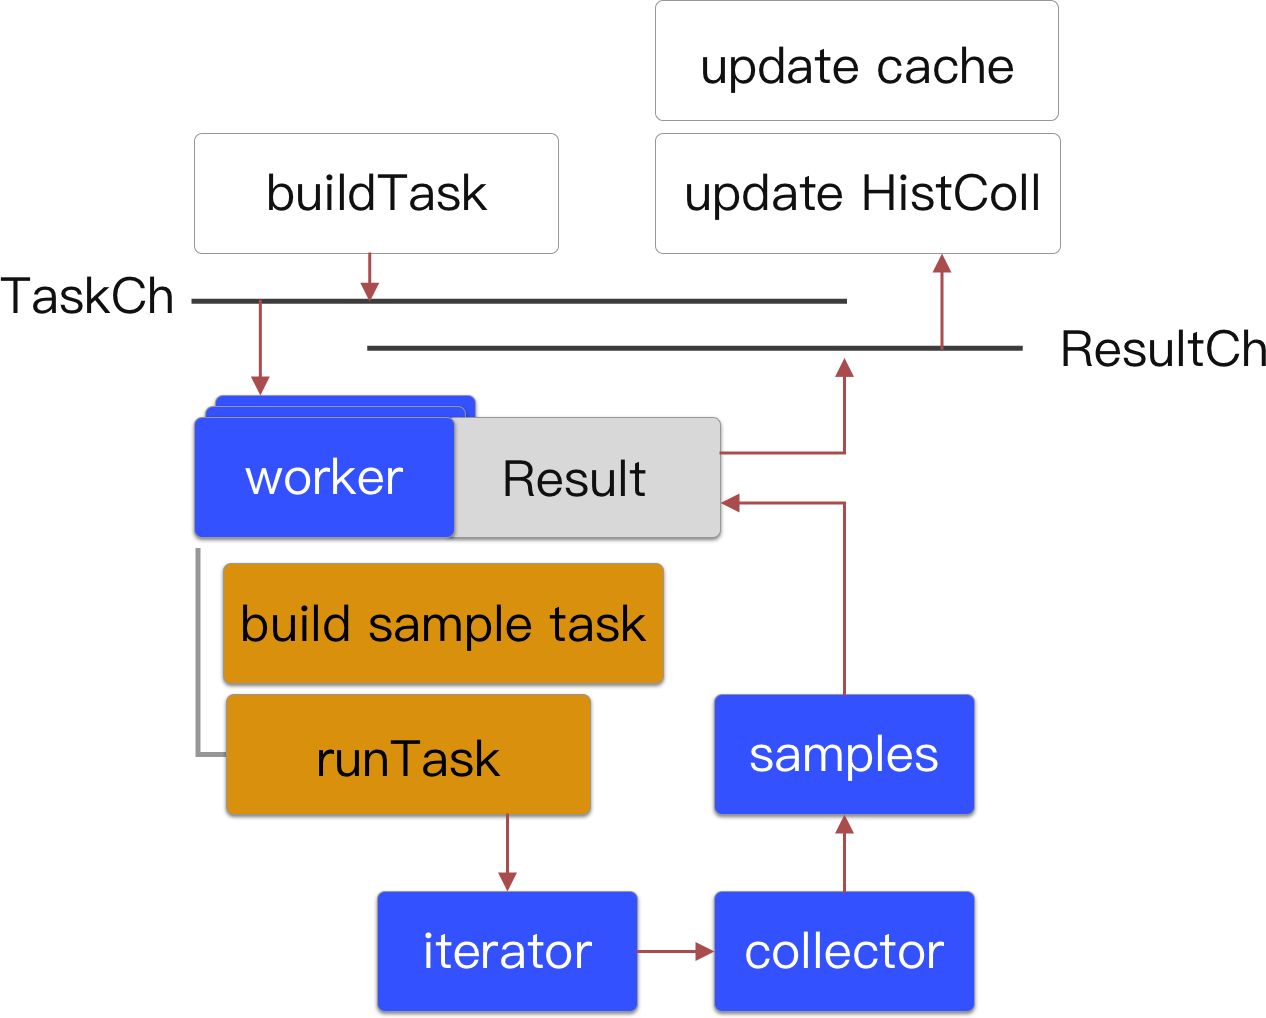 update cache
buildTask
update HistColl
TaskCh
ResultCh
worker
Result
build sample task
runTask
samples
iterator
collector